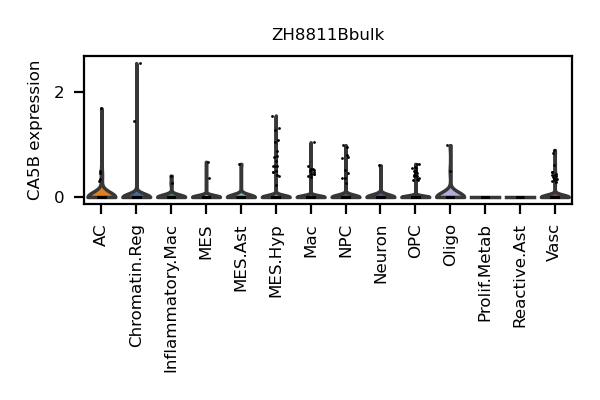 ZH8811Bbulk
CA5B expression
2
0
AC
Chromatin.Reg
Inflammatory.Mac
MES
MES.Ast
MES.Hyp
Mac
NPC
Neuron
OPC
Oligo
Prolif.Metab
Reactive.Ast
Vasc